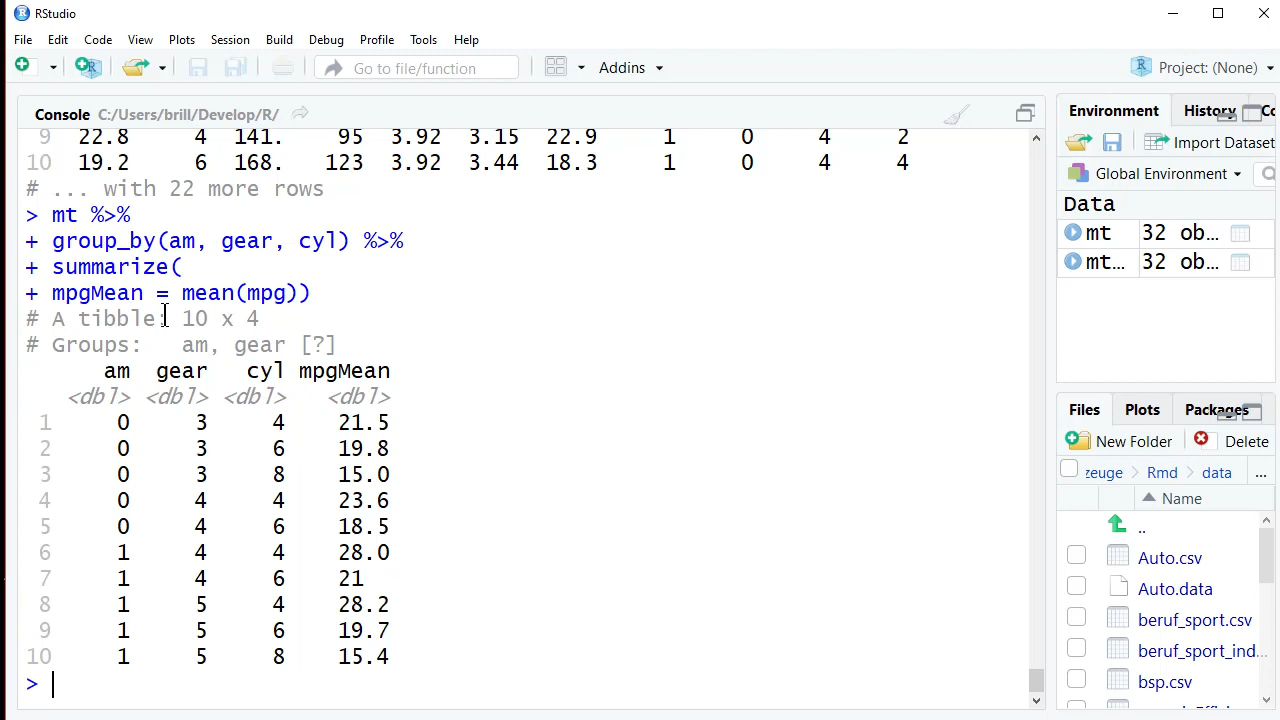 RStudio
File Edit Code View Plots Session Build Debug Profile Tools Help
Go to file/function Addins Project: (None)
Console C:/Users/brill/Develop/R/
9 22.8 4 141. 95 3.92 3.15 22.9 1 0 4 2
10 19.2 6 168. 123 3.92 3.44 18.3 1 0 4 4
# ... with 22 more rows
> mt %>%
+ group_by(am, gear, cyl) %>%
+ summarize(
+ mpgMean = mean(mpg))
# A tibble: 10 x 4
# Groups: am, gear [?]
am gear cyl mpgMean
<dbl> <dbl> <dbl> <dbl>
1 0 3 4 21.5
2 0 3 6 19.8
3 0 3 8 15.0
4 0 4 4 23.6
5 0 4 6 18.5
6 1 4 4 28.0
7 1 4 6 21
8 1 5 4 28.2
9 1 5 6 19.7
10 1 5 8 15.4
>
Environment History Co
Import Dataset
Global Environment
Data
mt 32 ob...
mt... 32 ob...
Files Plots Packages
New Folder Delete
zeuge > Rmd > data ...
Name
..
Auto.csv
Auto.data
beruf_sport.csv
beruf_sport_ind...
bsp.csv